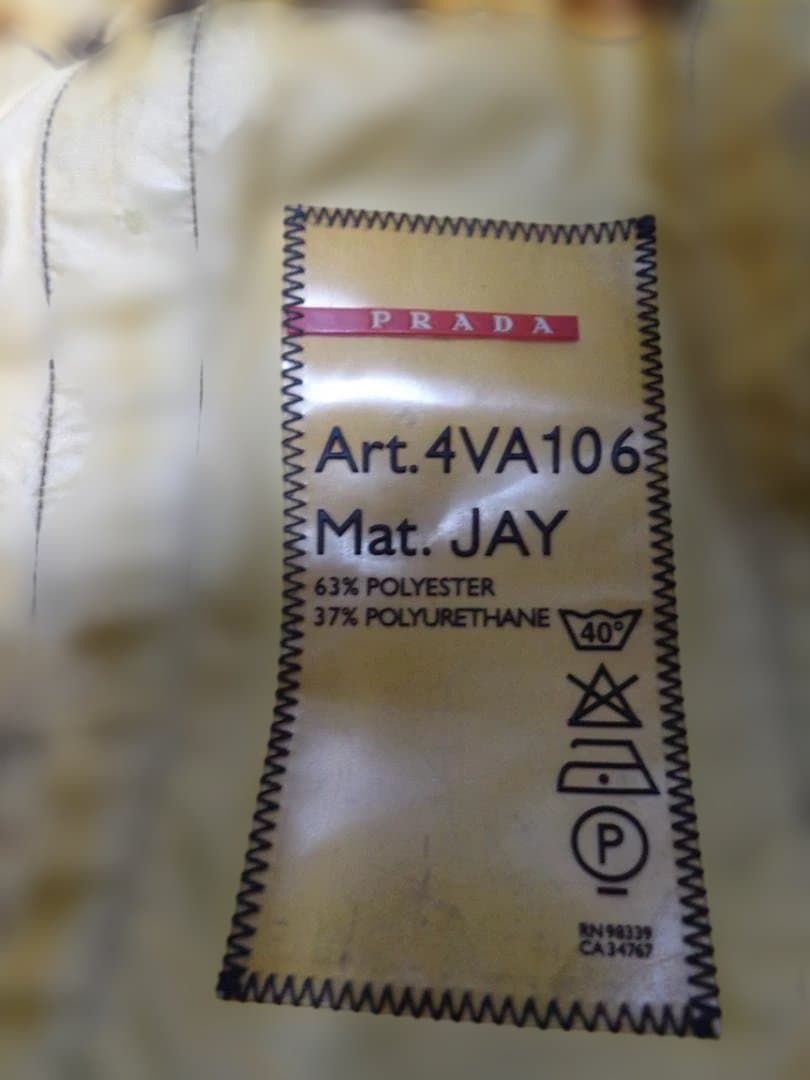 PRADA
Art.4VA106
Mat. JAY
63% POLYESTER
37% POLYURETHANE
40°
P
RN 98339
CA 34767